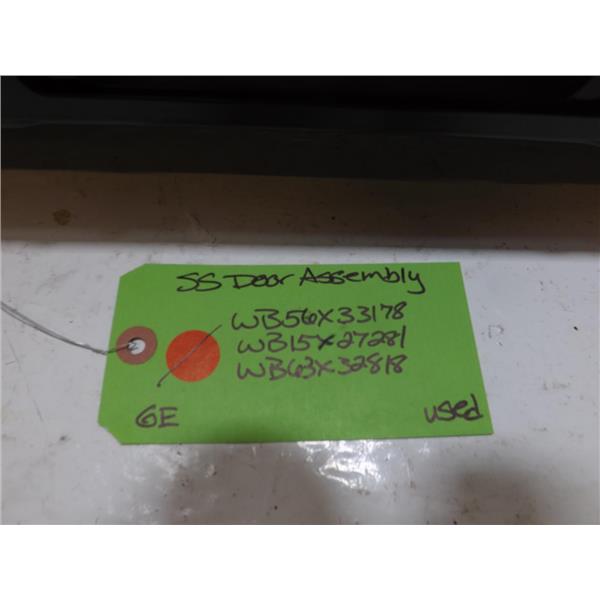 SS Door Assembly
WB56X33178
WB15X27281
WB63X32818
GE
used